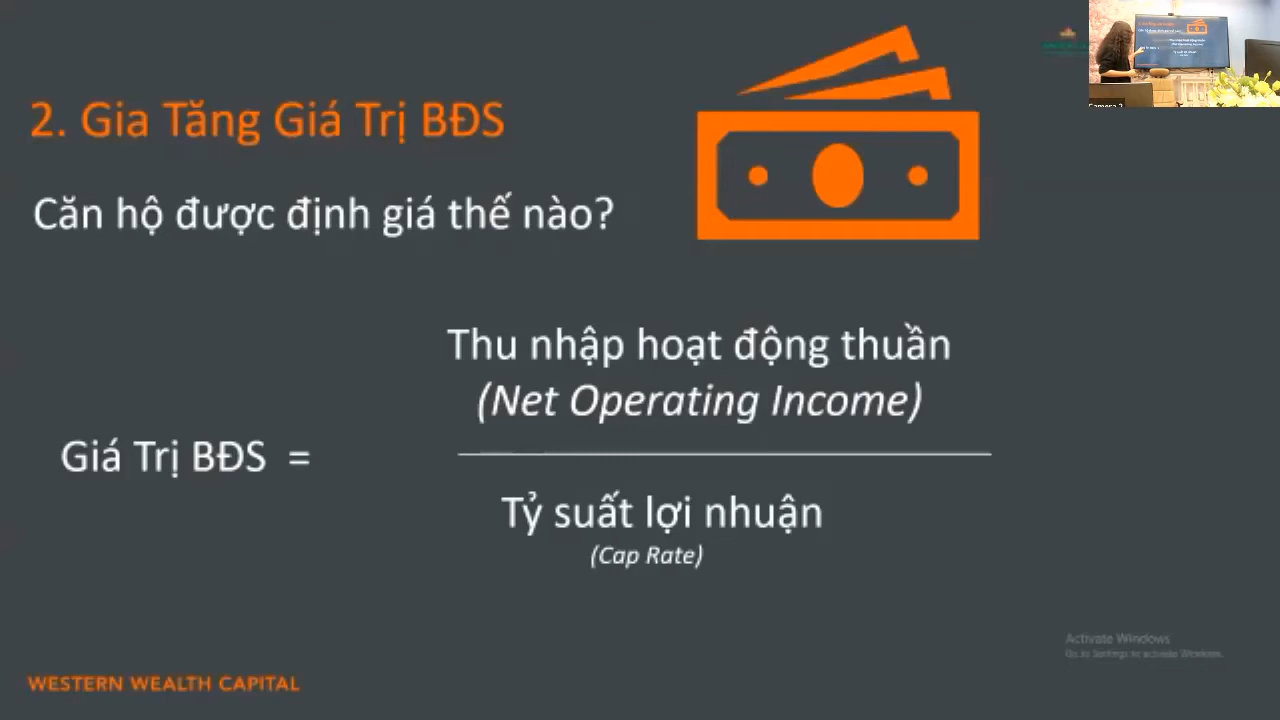 2. Gia Tăng Giá Trị BĐS
Căn hộ được định giá thế nào?
Thu nhập hoạt động thuần
(Net Operating Income)
Giá Trị BĐS =
Tỷ suất lợi nhuận
(Cap Rate)
Activate Windows
Go to Settings to activate Windows.
WESTERN WEALTH CAPITAL
Camera 2